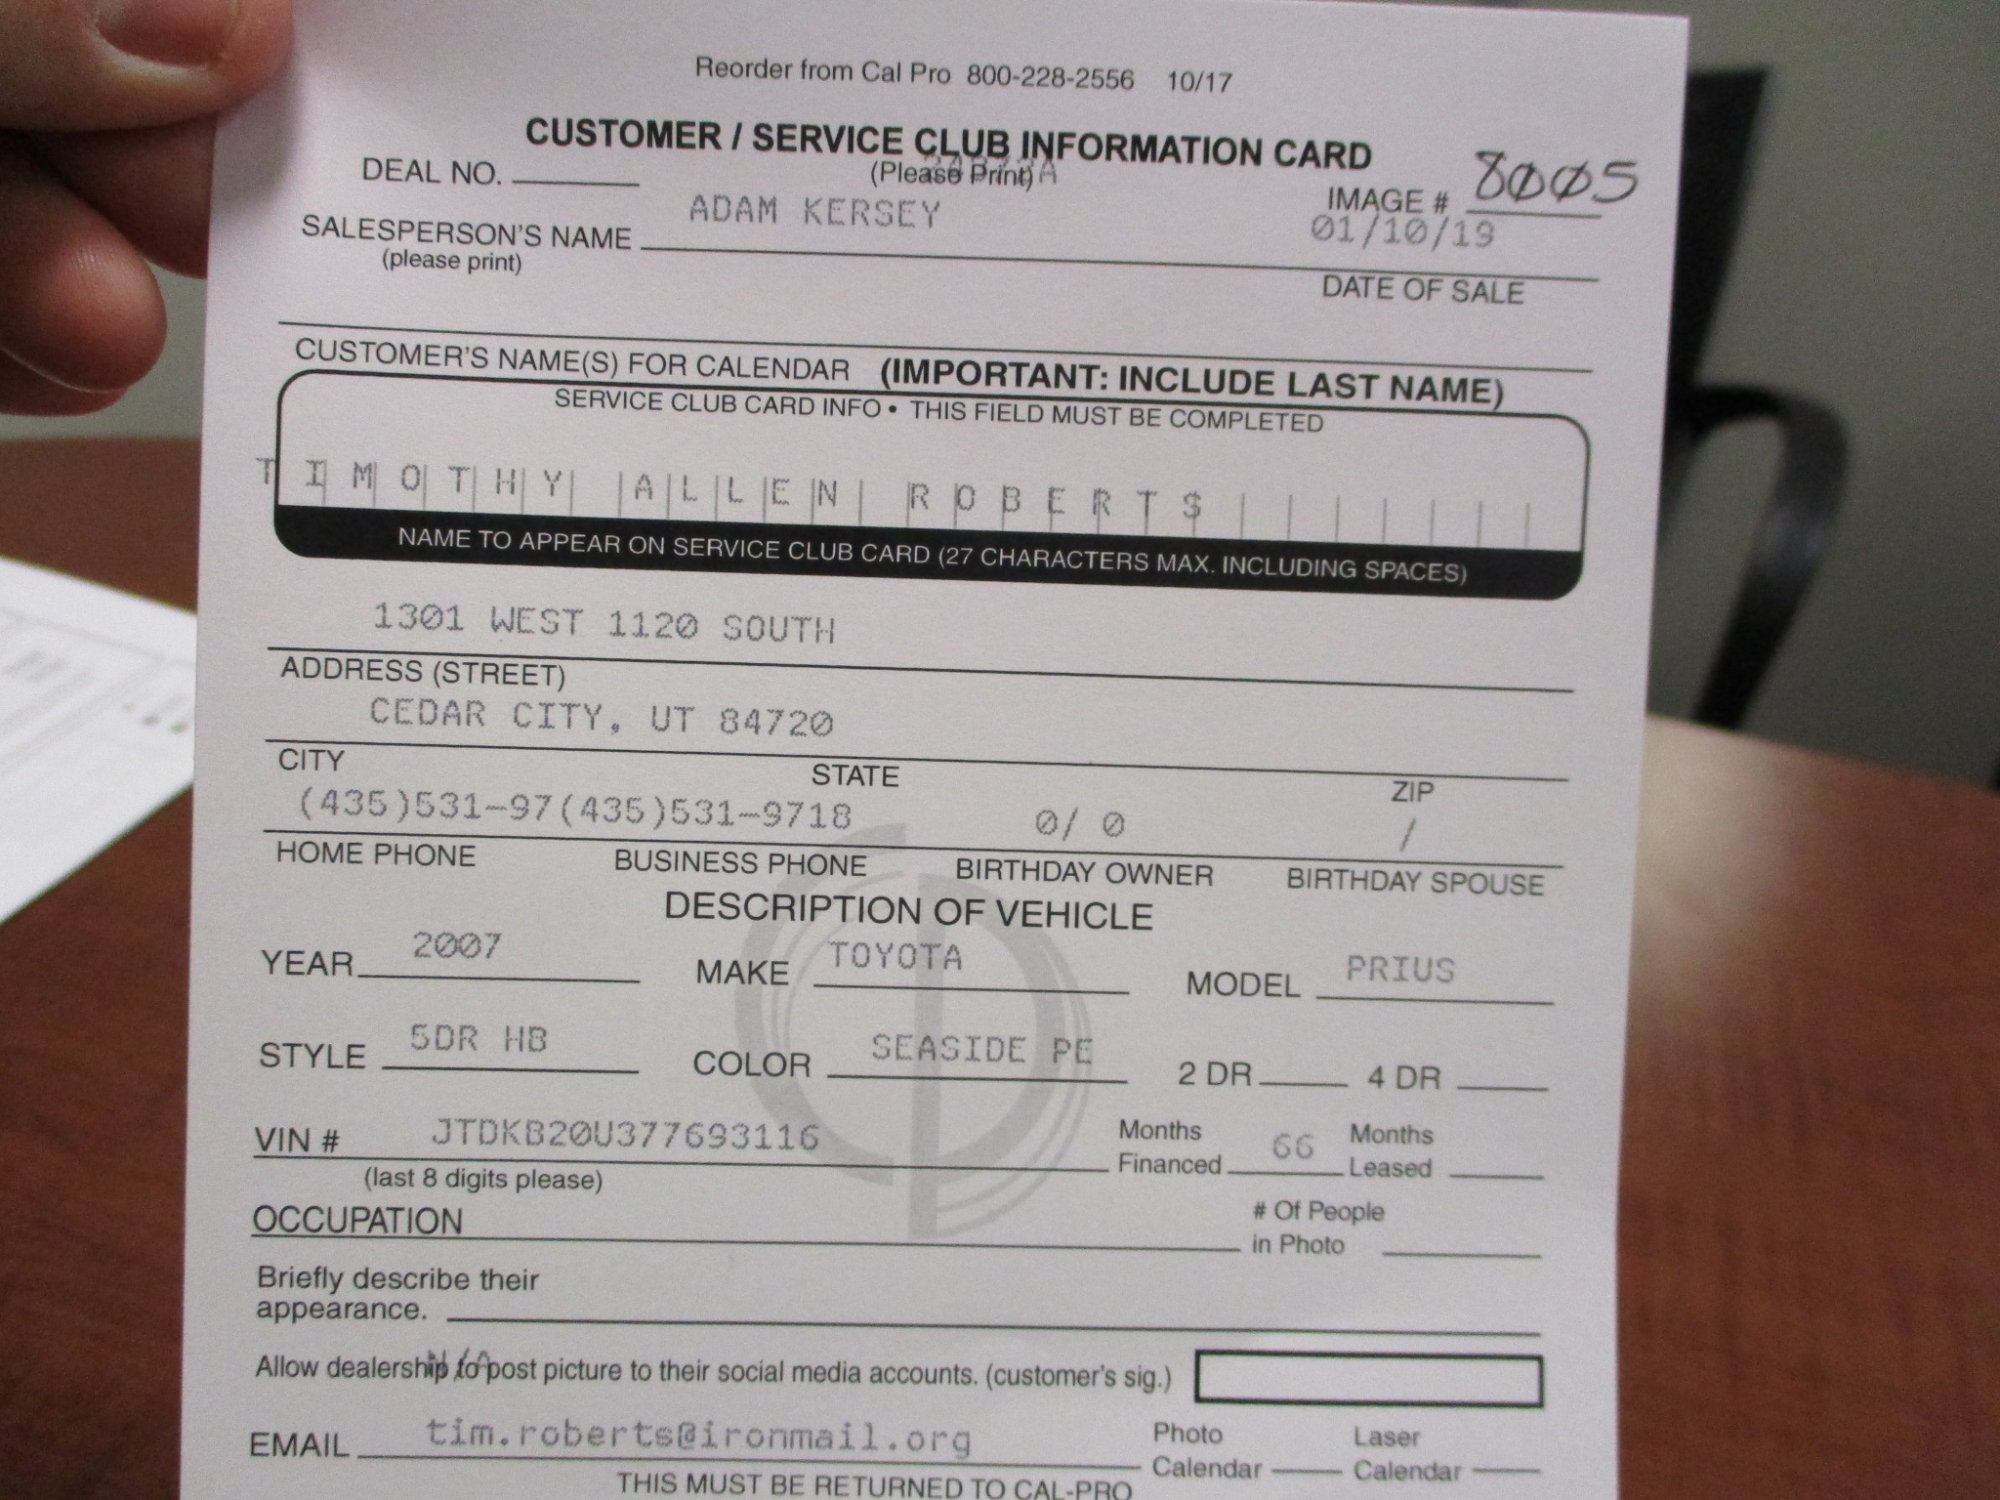 Reorder from Cal Pro 800-228-2556 10/17
CUSTOMER / SERVICE CLUB INFORMATION CARD
DEAL NO. (Please Print) IMAGE # 8005
ADAM KERSEY 01/10/19
SALESPERSON'S NAME
(please print) DATE OF SALE
CUSTOMER'S NAME(S) FOR CALENDAR (IMPORTANT: INCLUDE LAST NAME)
SERVICE CLUB CARD INFO • THIS FIELD MUST BE COMPLETED
TIMOTHY ALLEN ROBERTS
NAME TO APPEAR ON SERVICE CLUB CARD (27 CHARACTERS MAX. INCLUDING SPACES)
1301 WEST 1120 SOUTH
ADDRESS (STREET)
CEDAR CITY, UT 84720
CITY STATE ZIP
(435)531-97(435)531-9718 0/ 0 /
HOME PHONE BUSINESS PHONE BIRTHDAY OWNER BIRTHDAY SPOUSE
DESCRIPTION OF VEHICLE
YEAR 2007 MAKE TOYOTA MODEL PRIUS
STYLE 5DR HB COLOR SEASIDE PE 2 DR 4 DR
VIN # JTDKB20U377693116 Months Financed 66 Months Leased
(last 8 digits please)
OCCUPATION # Of People in Photo
Briefly describe their
appearance.
N/A
Allow dealership to post picture to their social media accounts. (customer's sig.)
EMAIL tim.roberts@ironmail.org Photo Calendar Laser Calendar
THIS MUST BE RETURNED TO CAL-PRO